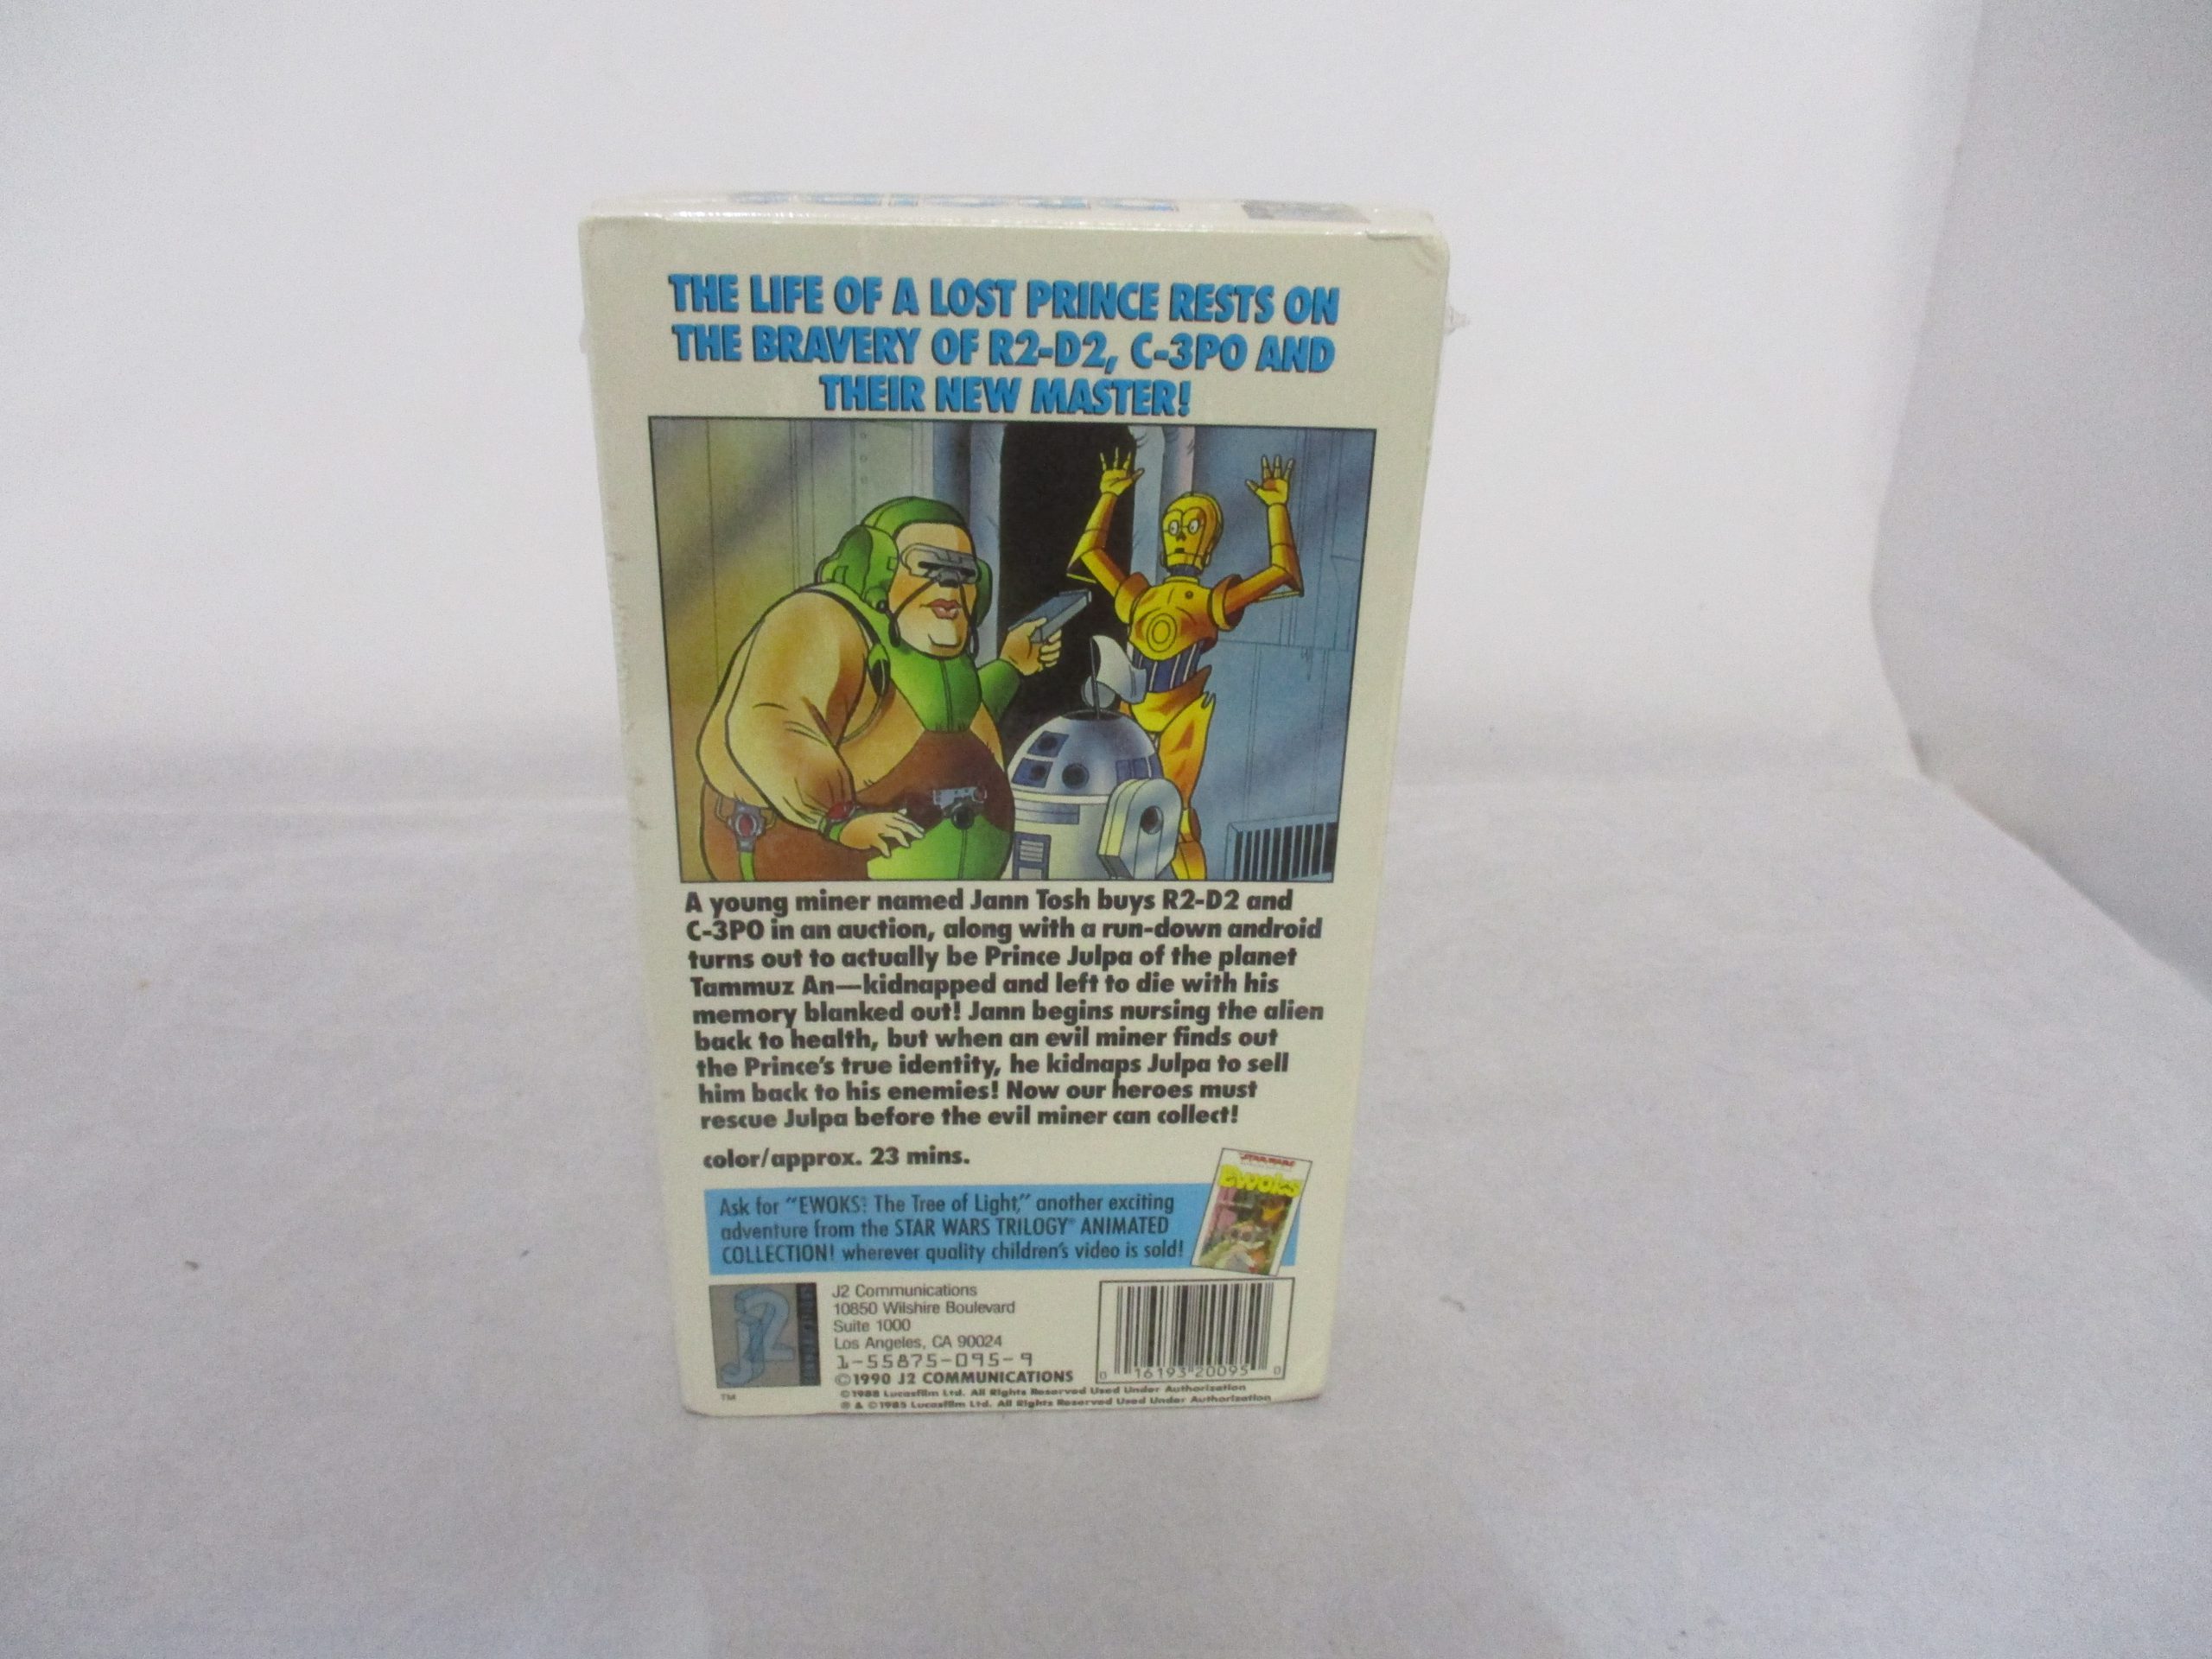 THE LIFE OF A LOST PRINCE RESTS ON
THE BRAVERY OF R2-D2, C-3PO AND
THEIR NEW MASTER!
A young miner named Jann Tosh buys R2-D2 and
C-3PO in an auction, along with a run-down android
turns out to actually be Prince Julpa of the planet
Tammuz An—kidnapped and left to die with his
memory blanked out! Jann begins nursing the alien
back to health, but when an evil miner finds out
the Prince's true identity, he kidnaps Julpa to sell
him back to his enemies! Now our heroes must
rescue Julpa before the evil miner can collect!
color/approx. 23 mins.
STAR WARS
Ewoks
Ask for "EWOKS: The Tree of Light," another exciting
adventure from the STAR WARS TRILOGY® ANIMATED
COLLECTION! wherever quality children's video is sold!
J2
TM
J2 Communications
10850 Wilshire Boulevard
Suite 1000
Los Angeles, CA 90024
1-55875-095-9
©1990 J2 COMMUNICATIONS
©1988 Lucasfilm Ltd. All Rights Reserved Used Under Authorization
® & ©1985 Lucasfilm Ltd. All Rights Reserved Used Under Authorization
0 16193 20095 0